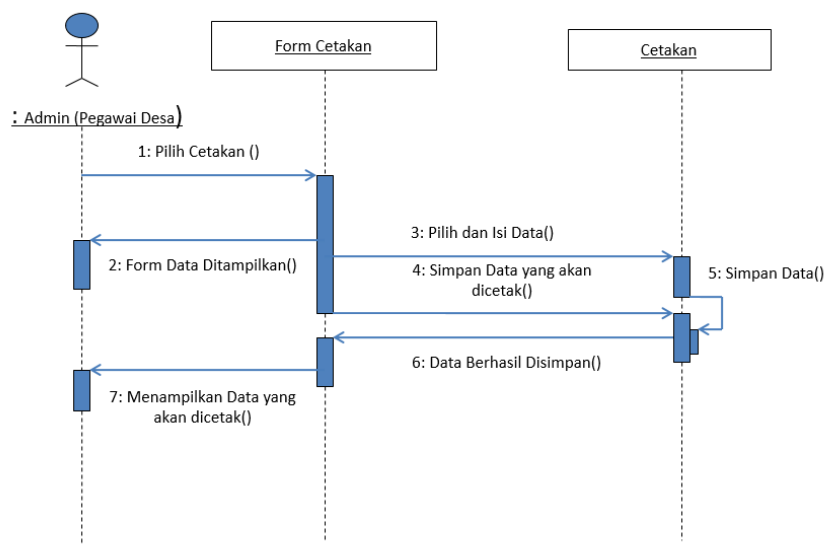 Form Cetakan
Cetakan
: Admin (Pegawai Desa)
1: Pilih Cetakan ()
2: Form Data Ditampilkan()
3: Pilih dan Isi Data()
4: Simpan Data yang akan
dicetak()
5: Simpan Data()
6: Data Berhasil Disimpan()
7: Menampilkan Data yang
akan dicetak()